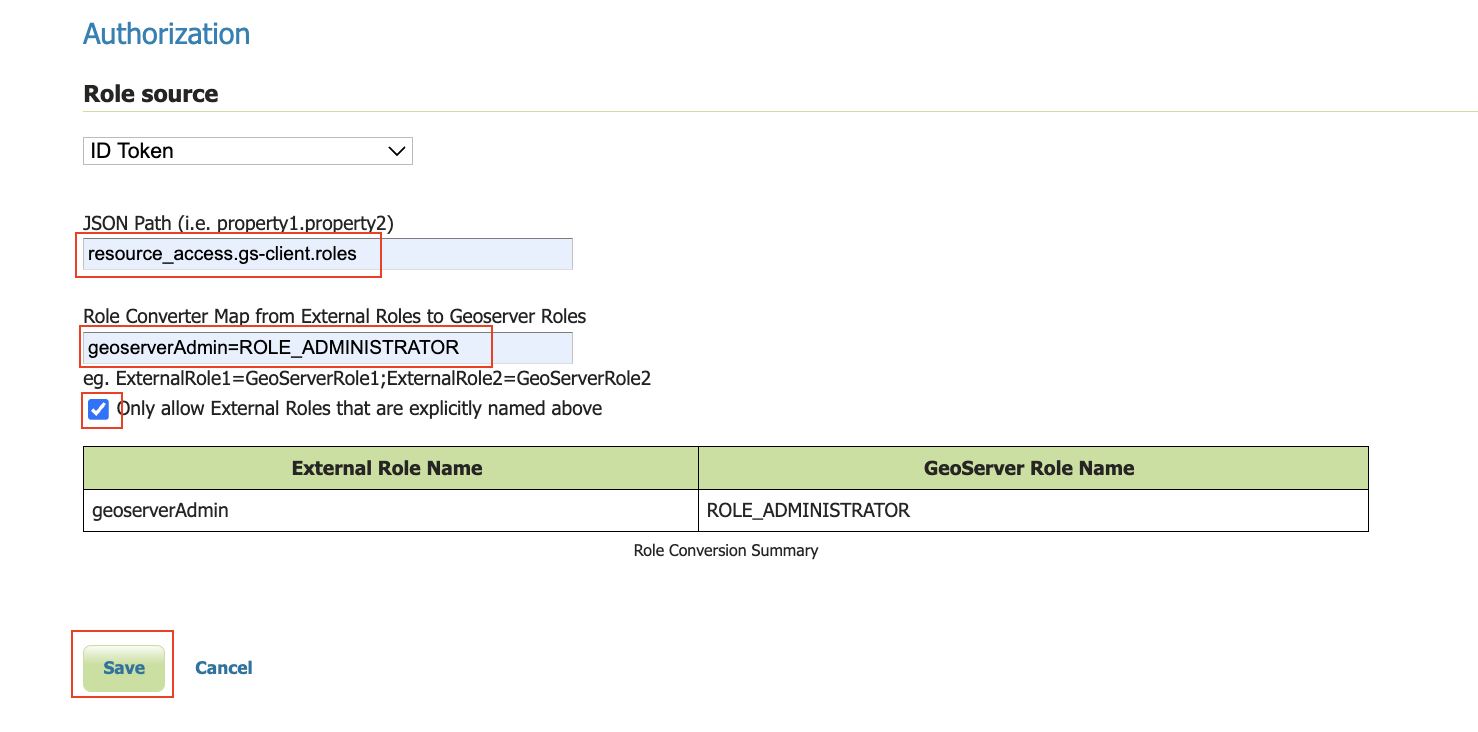 Authorization
Role source
ID Token
JSON Path (i.e. property1.property2)
resource_access.gs-client.roles
Role Converter Map from External Roles to Geoserver Roles
geoserverAdmin=ROLE_ADMINISTRATOR
eg. ExternalRole1=GeoServerRole1;ExternalRole2=GeoServerRole2
Only allow External Roles that are explicitly named above
External Role Name GeoServer Role Name
geoserverAdmin ROLE_ADMINISTRATOR
Role Conversion Summary
Save Cancel